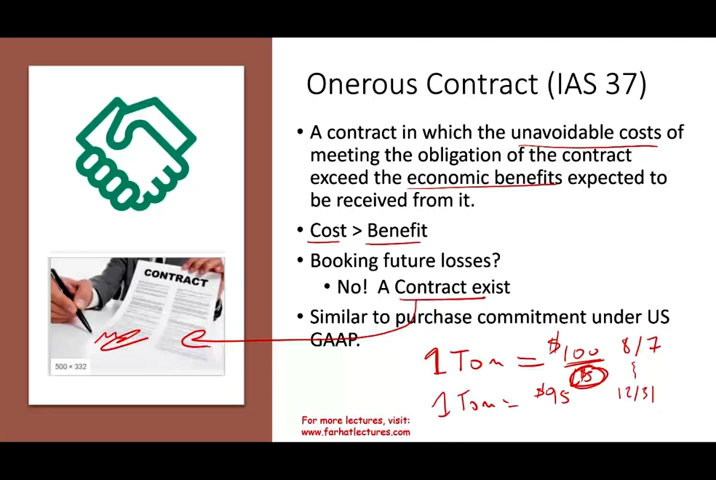 Onerous Contract (IAS 37)
• A contract in which the unavoidable costs of
meeting the obligation of the contract
exceed the economic benefits expected to
be received from it.
• Cost > Benefit
• Booking future losses?
• No! A Contract exist
• Similar to purchase commitment under US
GAAP.
CONTRACT
500 × 332
1 Ton = $100 8/7
$5
1 Ton = $95 12/31
For more lectures, visit:
www.farhatlectures.com